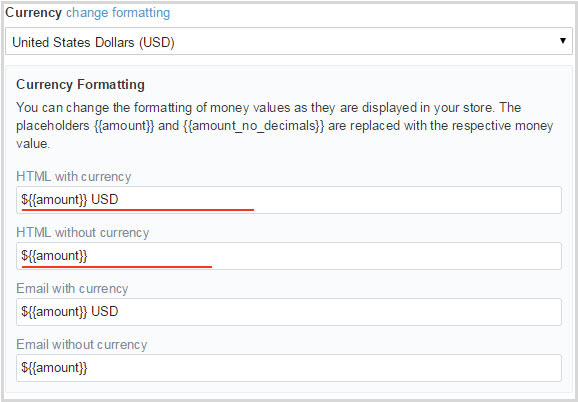 Currency change formatting
United States Dollars (USD)
Currency Formatting
You can change the formatting of money values as they are displayed in your store. The
placeholders {{amount}} and {{amount_no_decimals}} are replaced with the respective money
value.
HTML with currency
${{amount}} USD
HTML without currency
${{amount}}
Email with currency
${{amount}} USD
Email without currency
${{amount}}